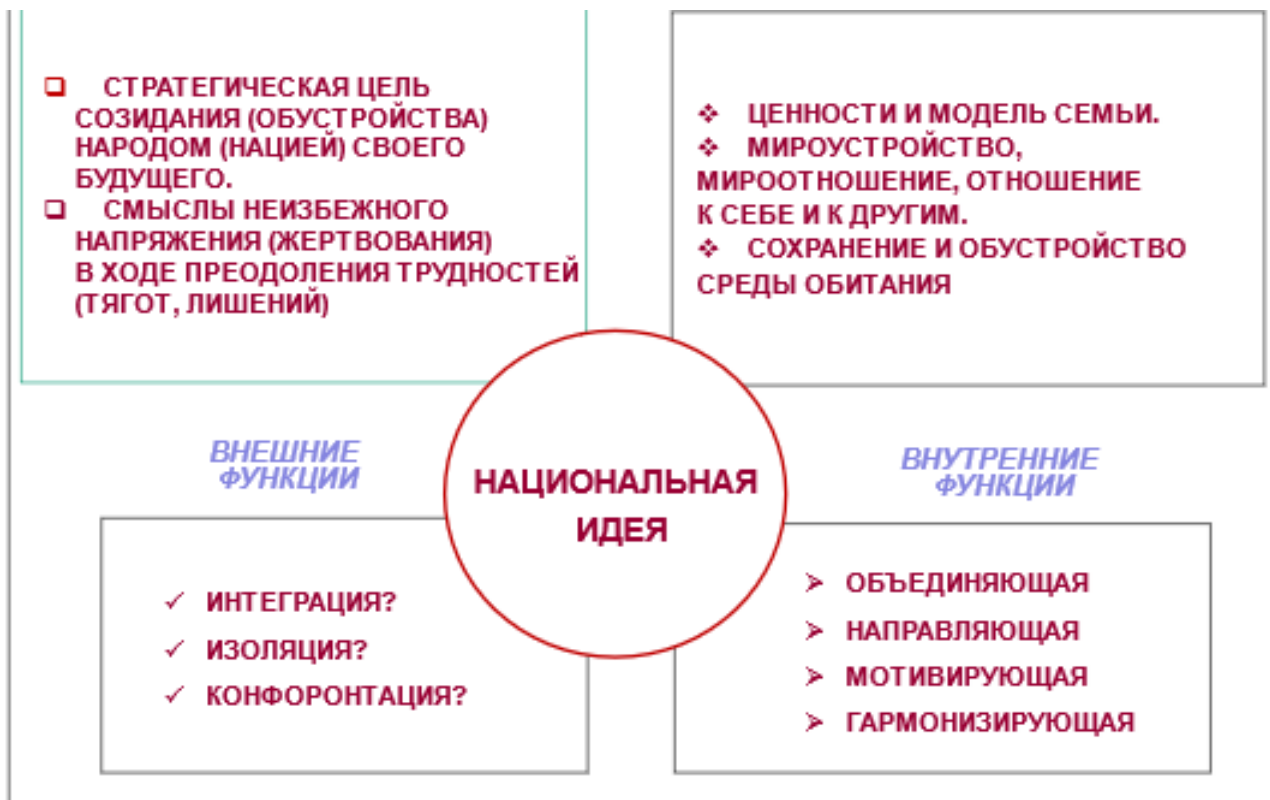 ❑ СТРАТЕГИЧЕСКАЯ ЦЕЛЬ
СОЗИДАНИЯ (ОБУСТРОЙСТВА)
НАРОДОМ (НАЦИЕЙ) СВОЕГО
БУДУЩЕГО.
❑ СМЫСЛЫ НЕИЗБЕЖНОГО
НАПРЯЖЕНИЯ (ЖЕРТВОВАНИЯ)
В ХОДЕ ПРЕОДОЛЕНИЯ ТРУДНОСТЕЙ
(ТЯГОТ, ЛИШЕНИЙ)
❖ ЦЕННОСТИ И МОДЕЛЬ СЕМЬИ.
❖ МИРОУСТРОЙСТВО,
МИРООТНОШЕНИЕ, ОТНОШЕНИЕ
К СЕБЕ И К ДРУГИМ.
❖ СОХРАНЕНИЕ И ОБУСТРОЙСТВО
СРЕДЫ ОБИТАНИЯ
НАЦИОНАЛЬНАЯ
ИДЕЯ
ВНЕШНИЕ
ФУНКЦИИ
✓ ИНТЕГРАЦИЯ?
✓ ИЗОЛЯЦИЯ?
✓ КОНФОРОНТАЦИЯ?
ВНУТРЕННИЕ
ФУНКЦИИ
➢ ОБЪЕДИНЯЮЩАЯ
➢ НАПРАВЛЯЮЩАЯ
➢ МОТИВИРУЮЩАЯ
➢ ГАРМОНИЗИРУЮЩАЯ